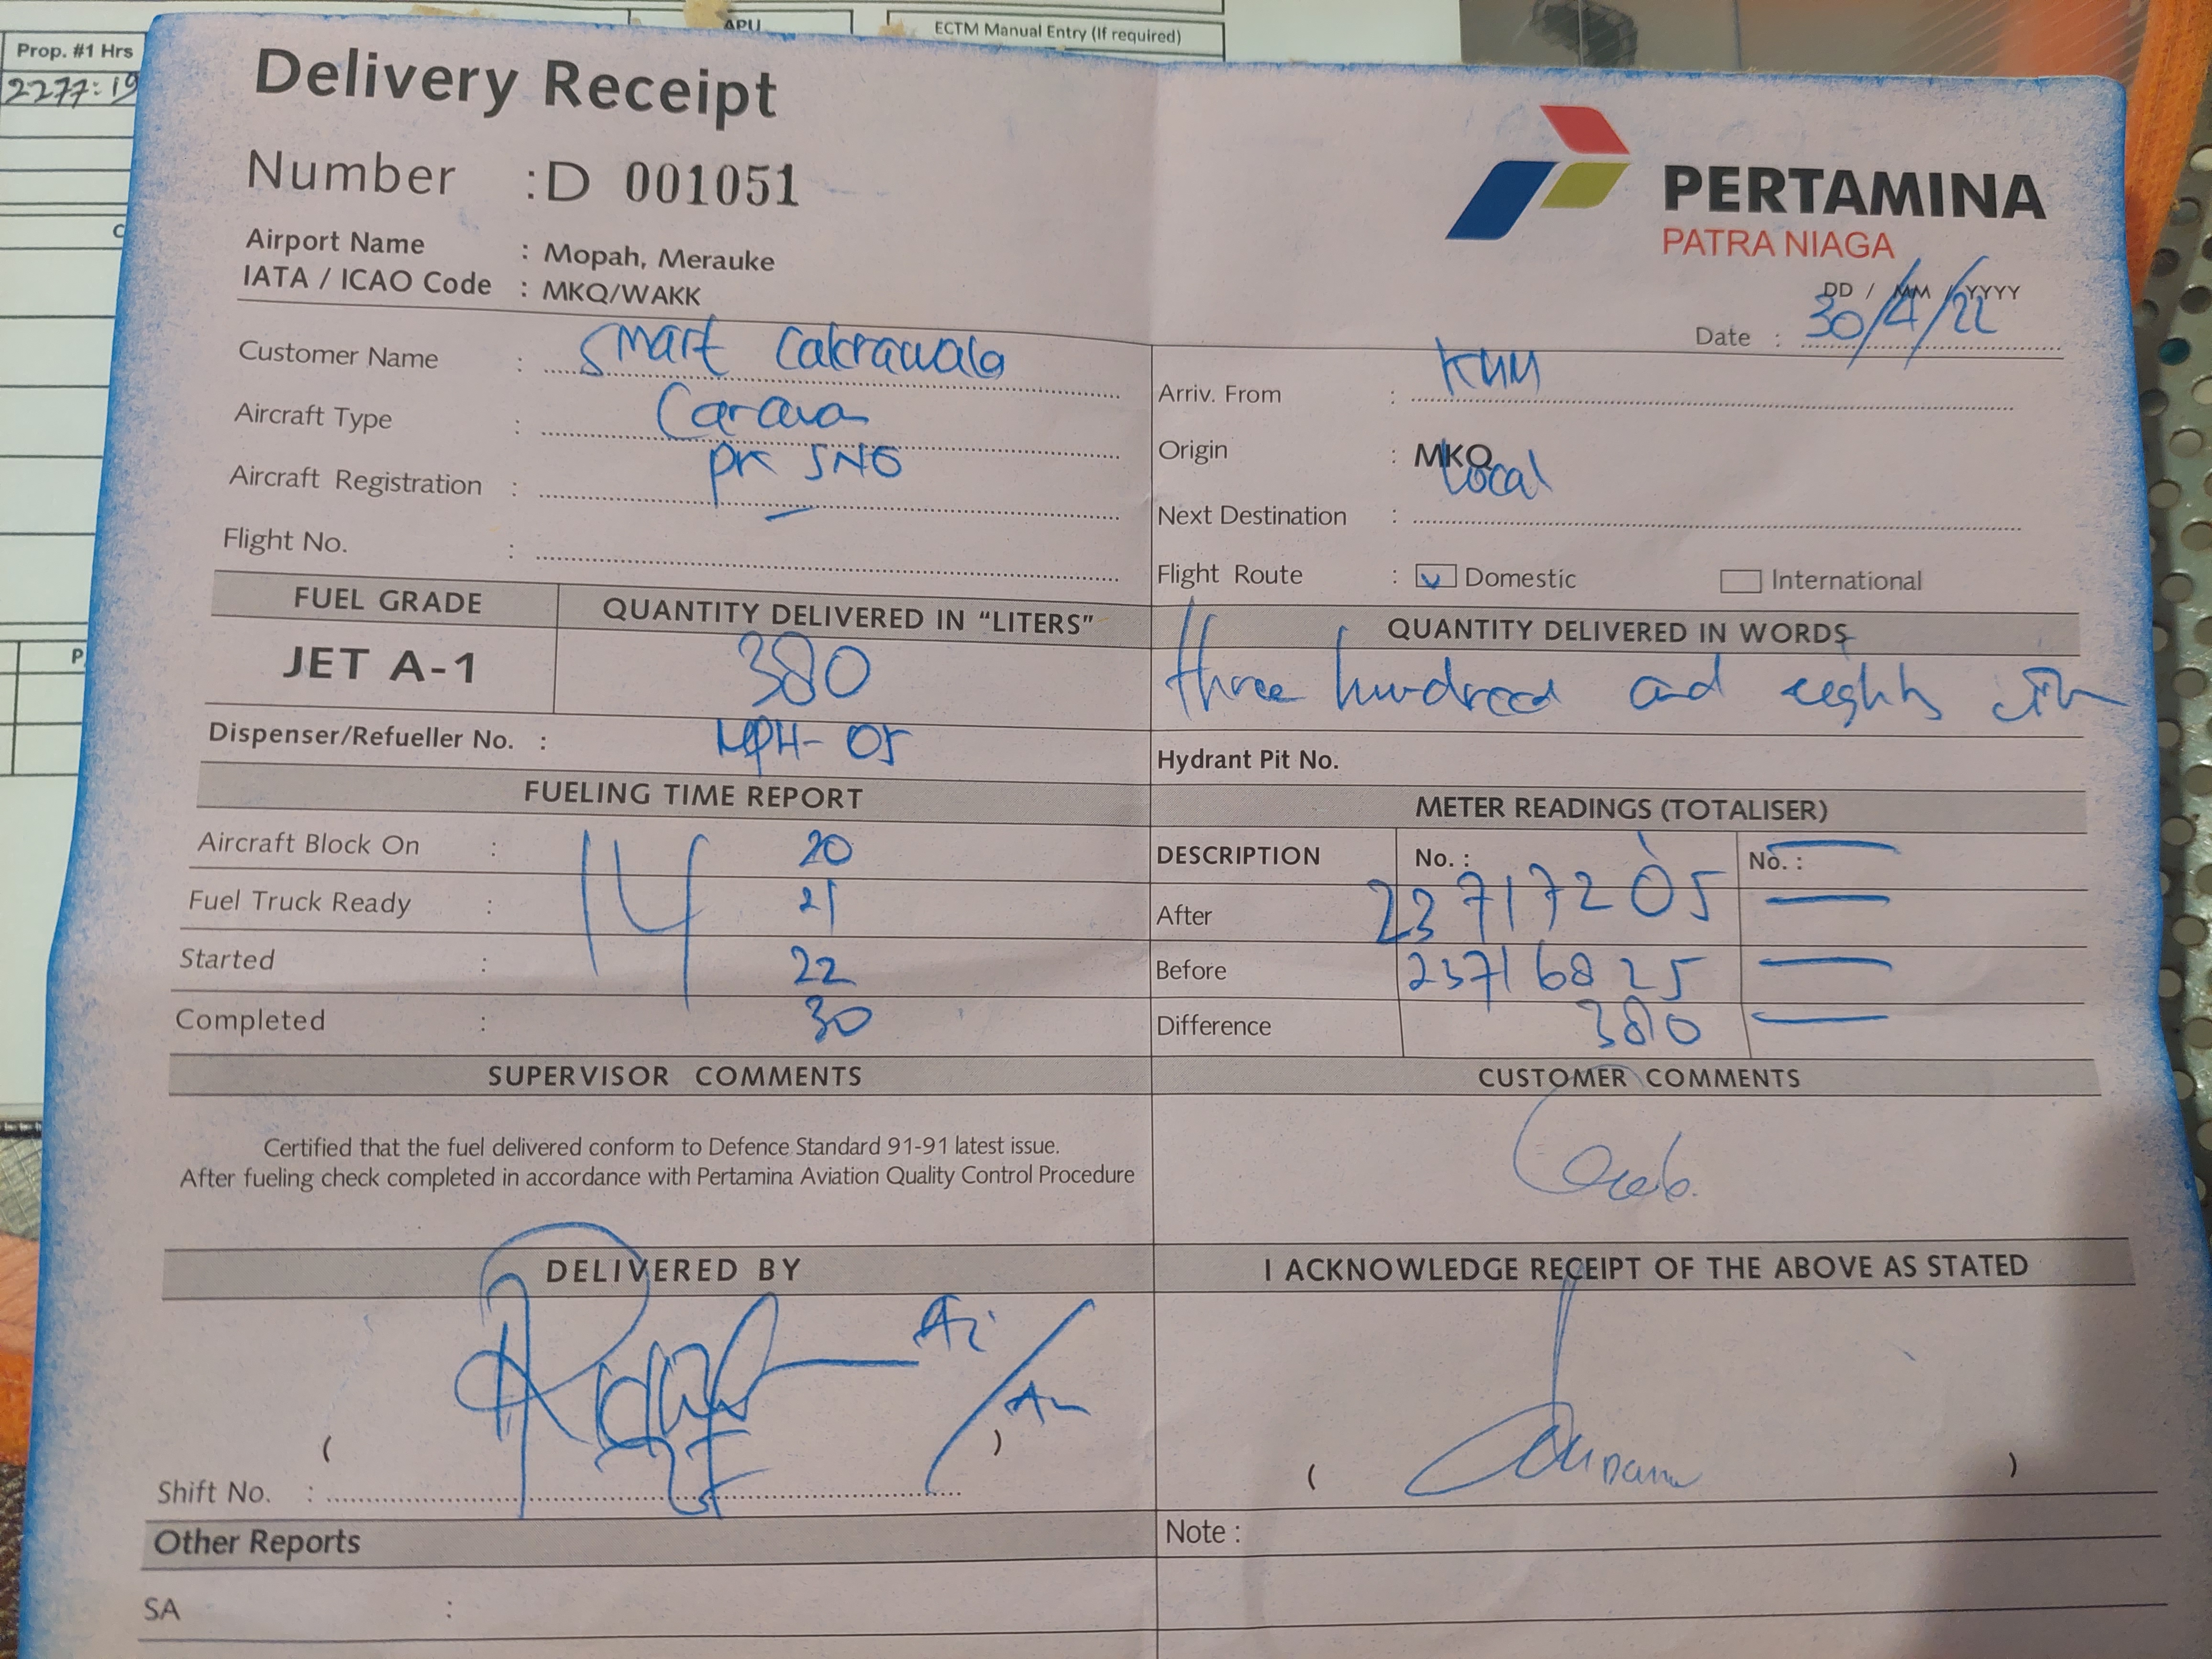 APU
ECTM Manual Entry (If required)
Prop. #1 Hrs
2277:19
Delivery Receipt
Number : D 001051
PERTAMINA
PATRA NIAGA
Airport Name : Mopah, Merauke
IATA / ICAO Code : MKQ/WAKK
DD / MM / YYYY
Date : 30/4/22
Customer Name : Smart Cakrawala
Arriv. From :
Aircraft Type :
Origin : MKQ
Aircraft Registration : PK SNG
Next Destination : Local
Flight No. :
Flight Route : Domestic International
FUEL GRADE QUANTITY DELIVERED IN "LITERS" QUANTITY DELIVERED IN WORDS
JET A-1 380 three hundred and eighty
Dispenser/Refueller No. : MPH-05
Hydrant Pit No.
FUELING TIME REPORT METER READINGS (TOTALISER)
Aircraft Block On : 14 20 DESCRIPTION No. : No. :
Fuel Truck Ready : 21 After 23717205
Started : 22 Before 23716825
Completed : 30 Difference 380
SUPERVISOR COMMENTS CUSTOMER COMMENTS
Certified that the fuel delivered conform to Defence Standard 91-91 latest issue.
After fueling check completed in accordance with Pertamina Aviation Quality Control Procedure
DELIVERED BY I ACKNOWLEDGE RECEIPT OF THE ABOVE AS STATED
( ) ( )
Shift No. :
Other Reports Note :
SA :